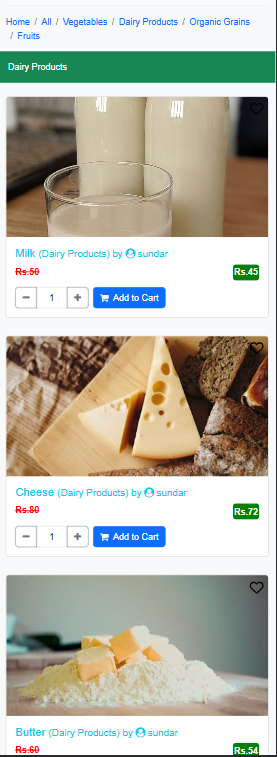 Home / All / Vegetables / Dairy Products / Organic Grains
/ Fruits
Dairy Products
Milk (Dairy Products) by sundar
Rs.50 Rs.45
− 1 + Add to Cart
Cheese (Dairy Products) by sundar
Rs.80 Rs.72
− 1 + Add to Cart
Butter (Dairy Products) by sundar
Rs.60 Rs.54